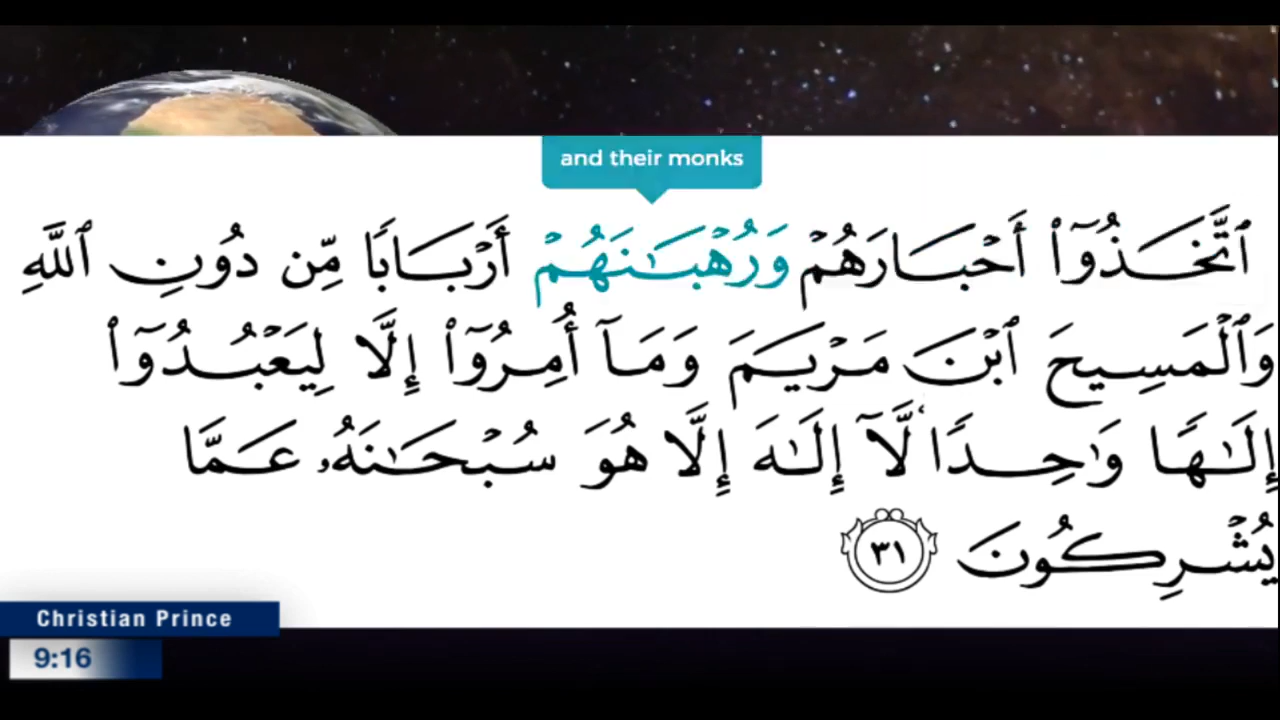 and their monks
ٱتَّخَذُوٓا۟ أَحْبَارَهُمْ وَرُهْبَـٰنَهُمْ أَرْبَابًا مِّن دُونِ ٱللَّهِ
وَٱلْمَسِيحَ ٱبْنَ مَرْيَمَ وَمَآ أُمِرُوٓا۟ إِلَّا لِيَعْبُدُوٓا۟
إِلَـٰهًا وَٰحِدًا لَّآ إِلَـٰهَ إِلَّا هُوَ سُبْحَـٰنَهُۥ عَمَّا
يُشْرِكُونَ ٣١
Christian Prince
9:16